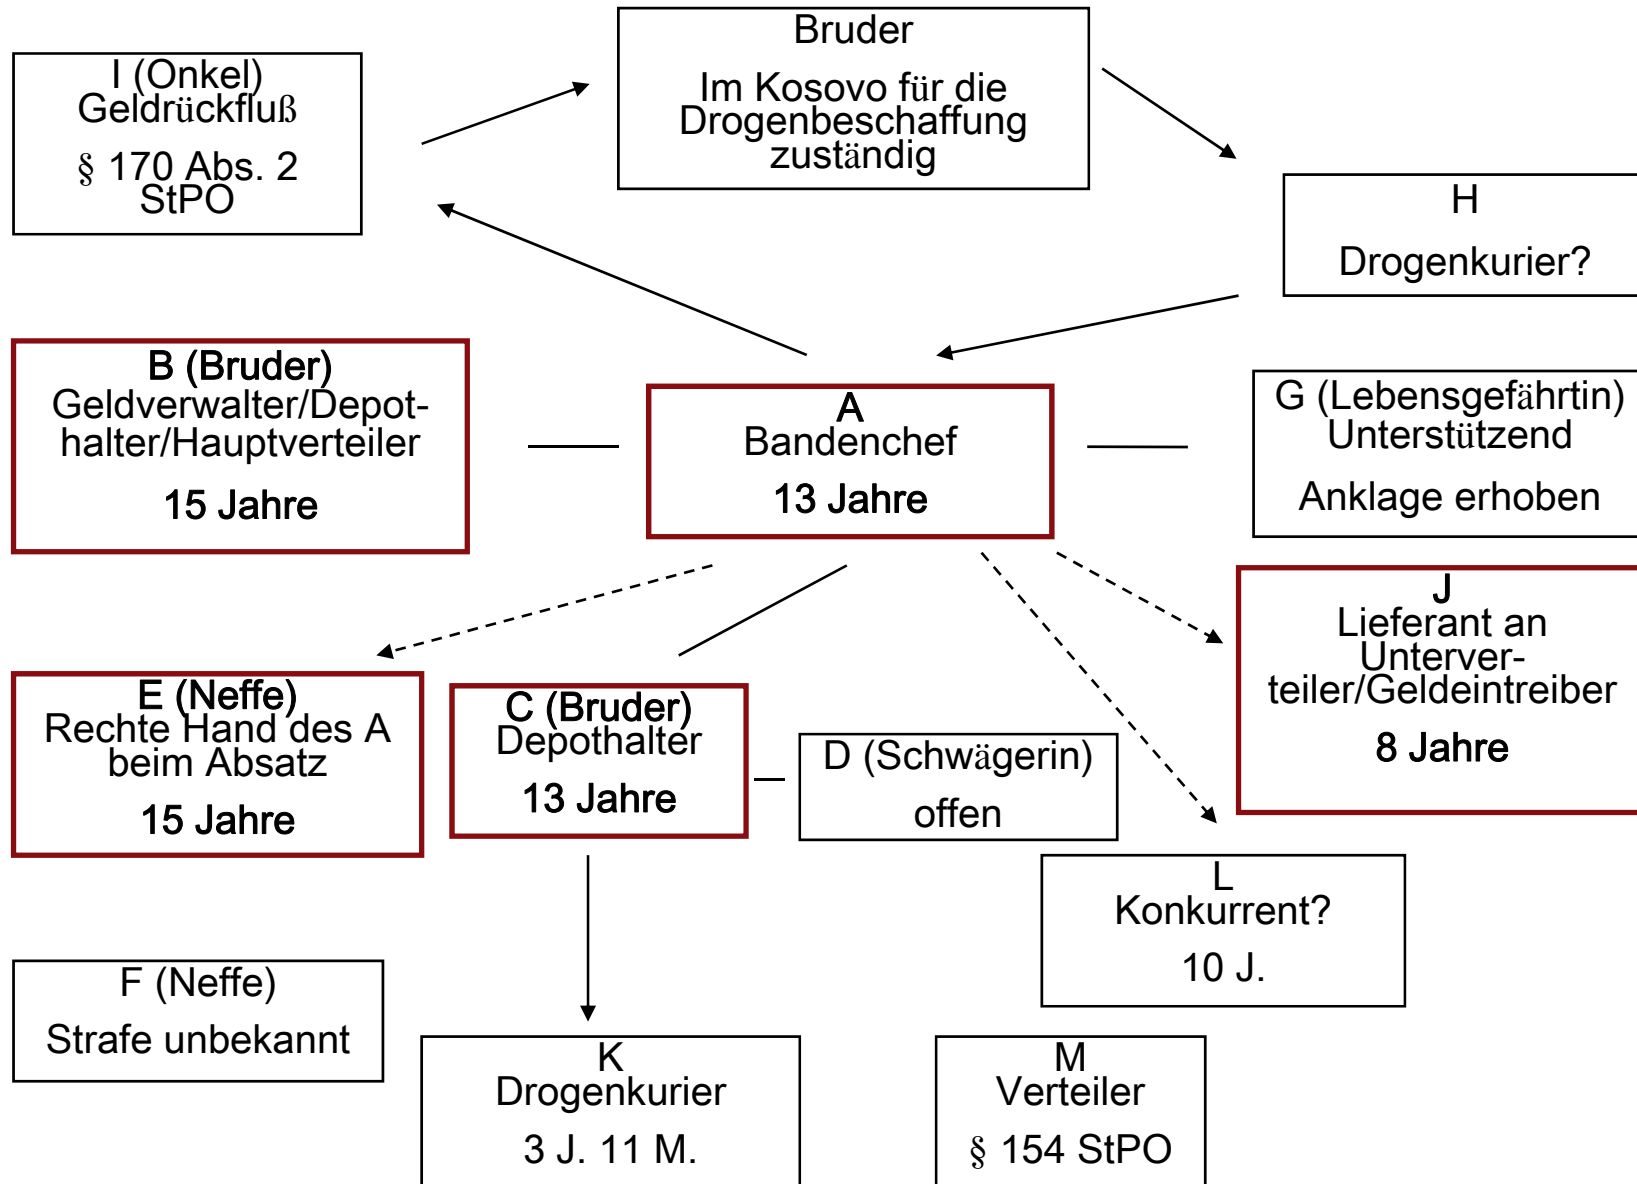 I (Onkel)
Geldrückfluß
§ 170 Abs. 2
StPO
Bruder
Im Kosovo für die
Drogenbeschaffung
zuständig
H
Drogenkurier?
B (Bruder)
Geldverwalter/Depot-
halter/Hauptverteiler
15 Jahre
A
Bandenchef
13 Jahre
G (Lebensgefährtin)
Unterstützend
Anklage erhoben
E (Neffe)
Rechte Hand des A
beim Absatz
15 Jahre
C (Bruder)
Depothalter
13 Jahre
D (Schwägerin)
offen
J
Lieferant an
Unterver-
teiler/Geldeintreiber
8 Jahre
L
Konkurrent?
10 J.
F (Neffe)
Strafe unbekannt
K
Drogenkurier
3 J. 11 M.
M
Verteiler
§ 154 StPO